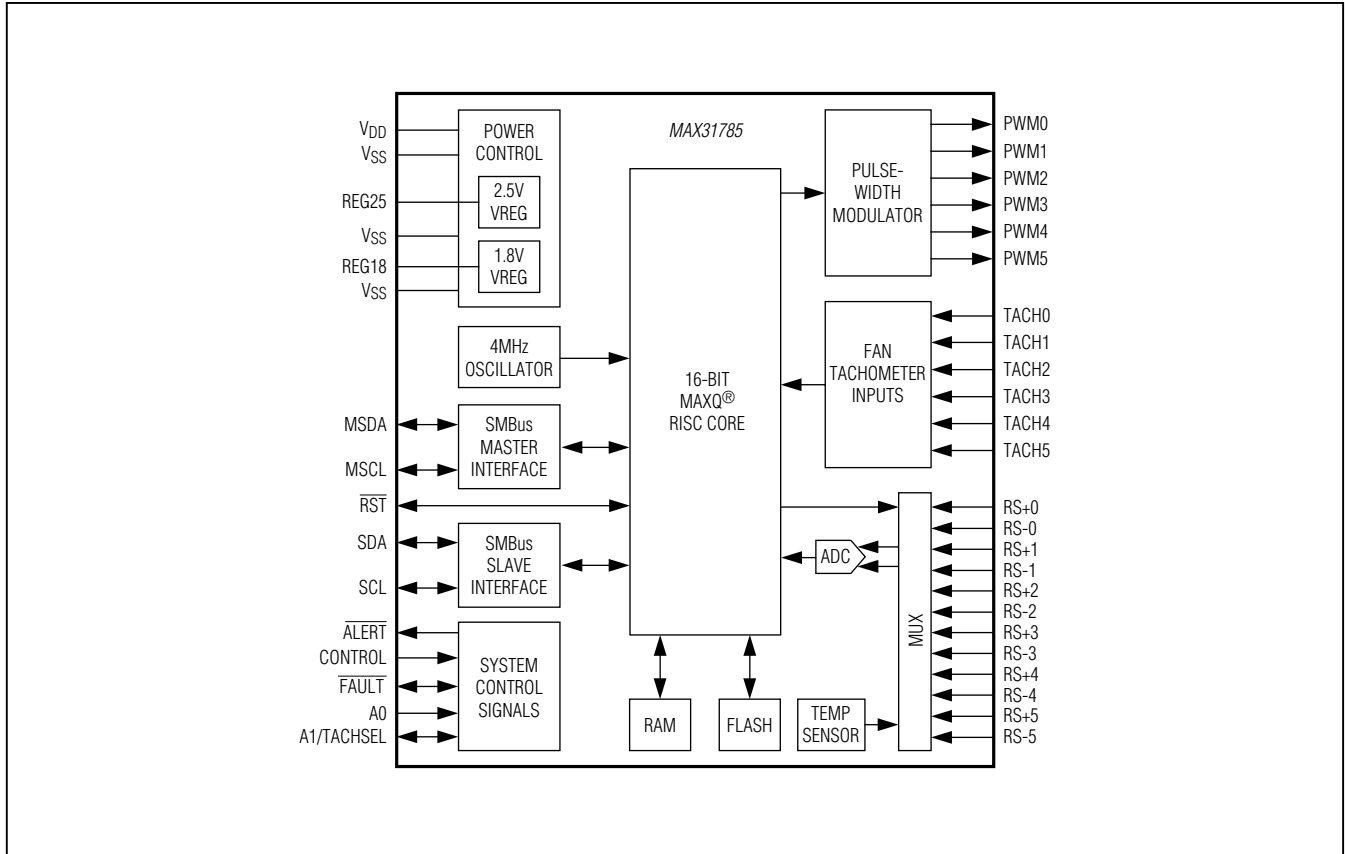 MAX31785
VDD
VSS
REG25
VSS
REG18
VSS
POWER
CONTROL
2.5V
VREG
1.8V
VREG
4MHz
OSCILLATOR
MSDA
MSCL
SMBus
MASTER
INTERFACE
RST
SDA
SCL
SMBus
SLAVE
INTERFACE
ALERT
CONTROL
FAULT
A0
A1/TACHSEL
SYSTEM
CONTROL
SIGNALS
16-BIT
MAXQ®
RISC CORE
RAM
FLASH
PULSE-
WIDTH
MODULATOR
PWM0
PWM1
PWM2
PWM3
PWM4
PWM5
FAN
TACHOMETER
INPUTS
TACH0
TACH1
TACH2
TACH3
TACH4
TACH5
ADC
MUX
TEMP
SENSOR
RS+0
RS-0
RS+1
RS-1
RS+2
RS-2
RS+3
RS-3
RS+4
RS-4
RS+5
RS-5